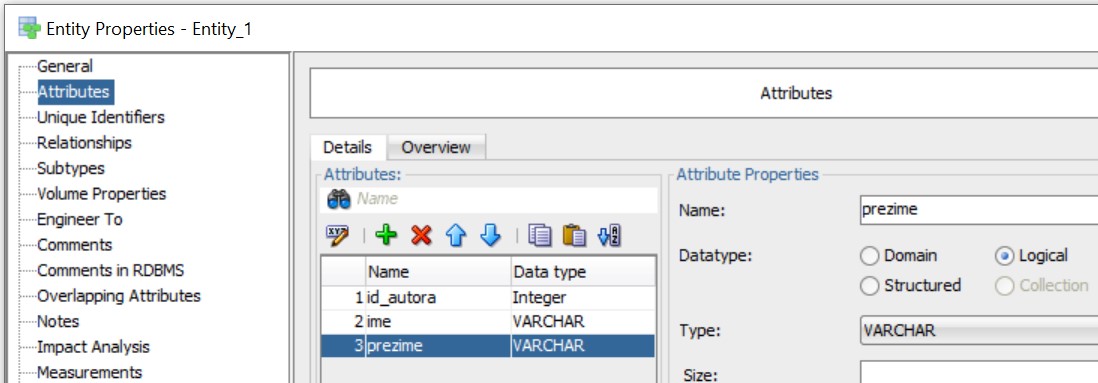 Entity Properties - Entity_1
General
Attributes
Unique Identifiers
Relationships
Subtypes
Volume Properties
Engineer To
Comments
Comments in RDBMS
Overlapping Attributes
Notes
Impact Analysis
Measurements
Attributes
Details Overview
Attributes:
Name
XYZ
A
Z
Name Data type
1 id_autora Integer
2 ime VARCHAR
3 prezime VARCHAR
Attribute Properties
Name: prezime
Datatype: Domain Logical
Structured Collection
Type: VARCHAR
Size: